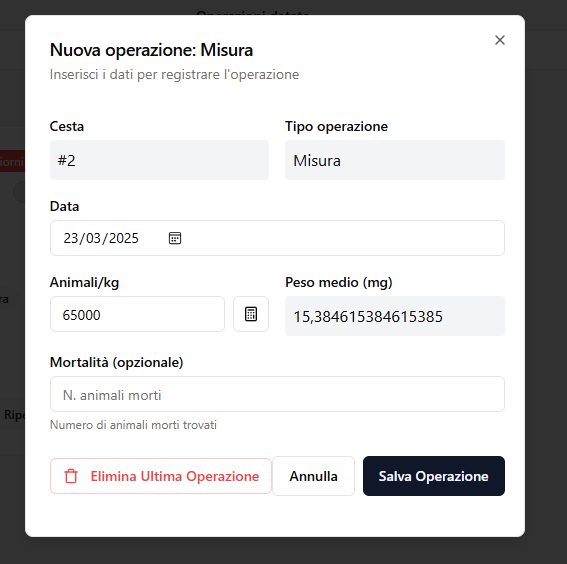 Nuova operazione: Misura
Inserisci i dati per registrare l'operazione
Cesta
Tipo operazione
#2
Misura
Data
23/03/2025
Animali/kg
Peso medio (mg)
65000
15,384615384615385
Mortalità (opzionale)
N. animali morti
Numero di animali morti trovati
Elimina Ultima Operazione
Annulla
Salva Operazione